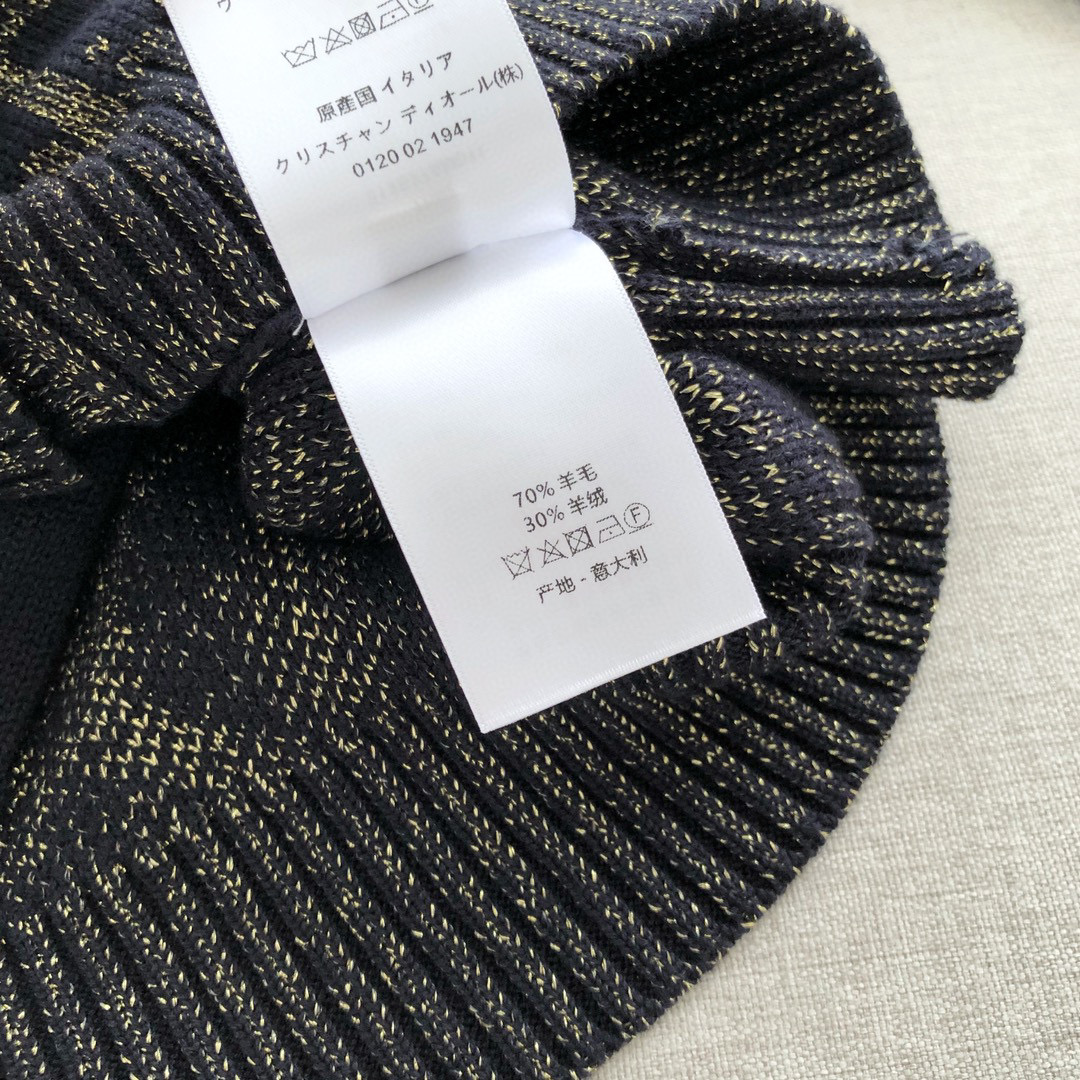 原産国 イタリア
クリスチャン ディオール(株)
0120 02 1947
70% 羊毛
30% 羊绒
F
产地 - 意大利